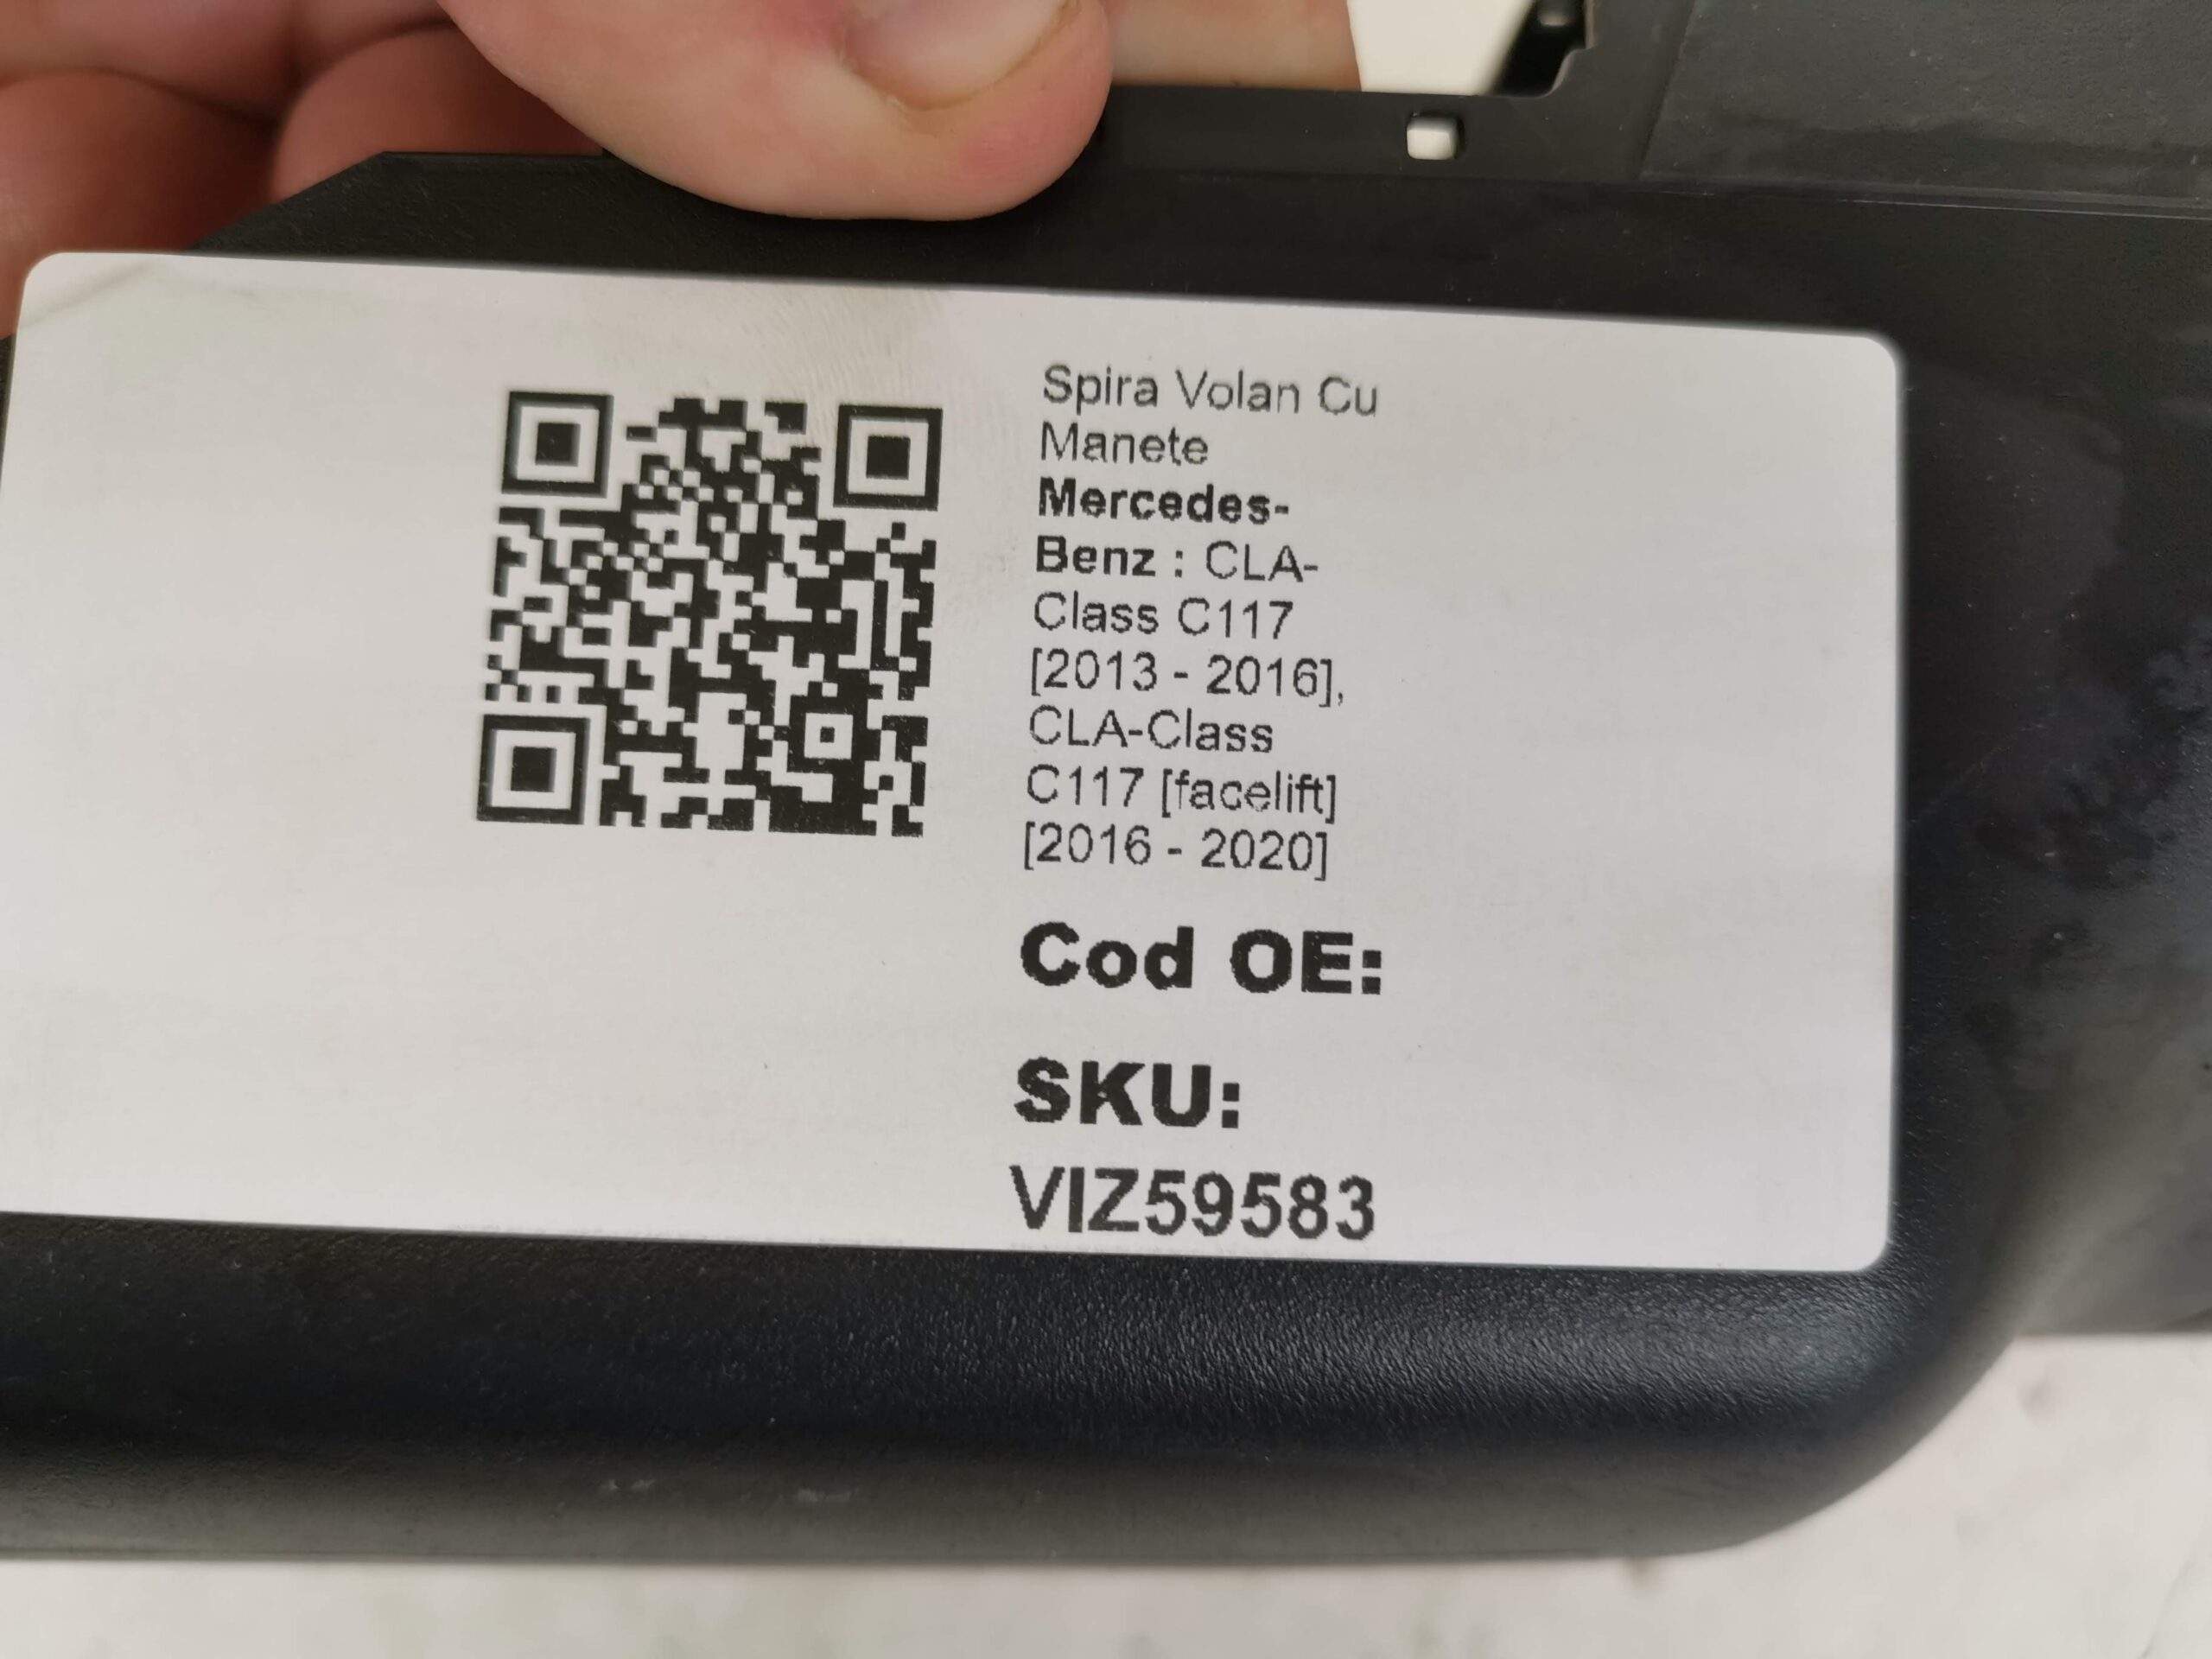 Spira Volan Cu
Manete
Mercedes-
Benz : CLA-
Class C117
[2013 - 2016],
CLA-Class
C117 [facelift]
[2016 - 2020]
Cod OE:
SKU:
VIZ59583